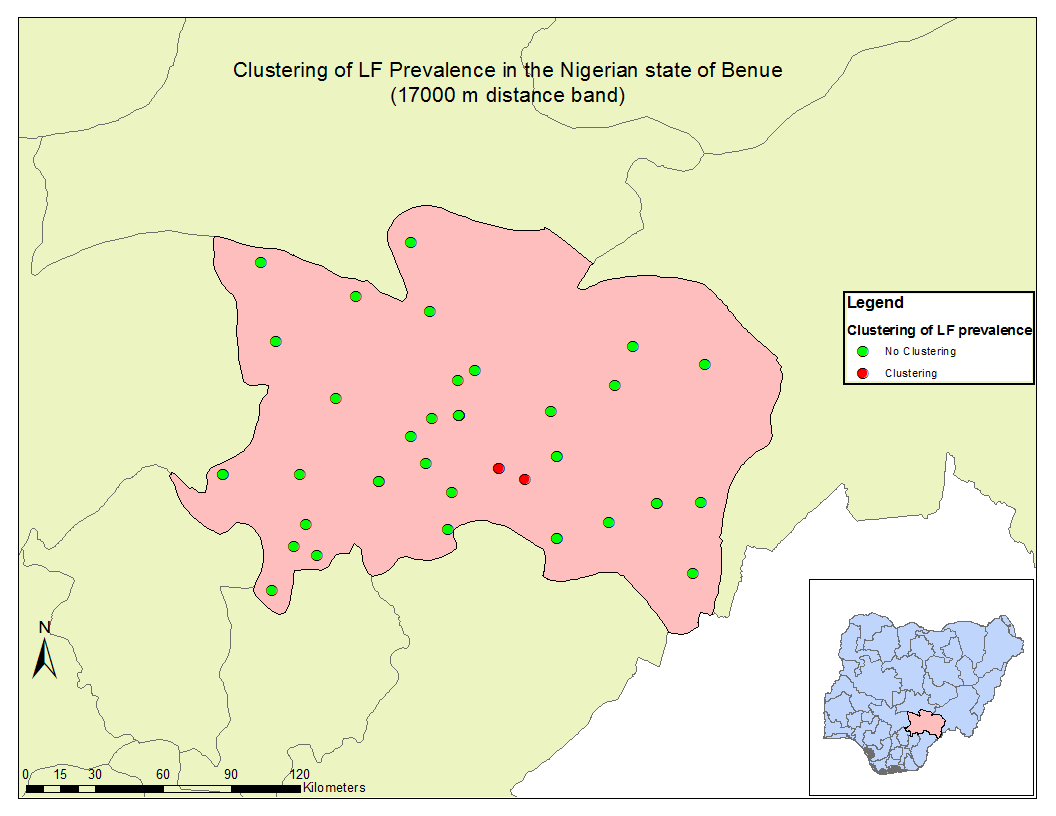 Clustering of LF Prevalence in the Nigerian state of Benue
(17000 m distance band)
Legend
Clustering of LF prevalence
No Clustering
Clustering
N
0 15 30 60 90 120
Kilometers